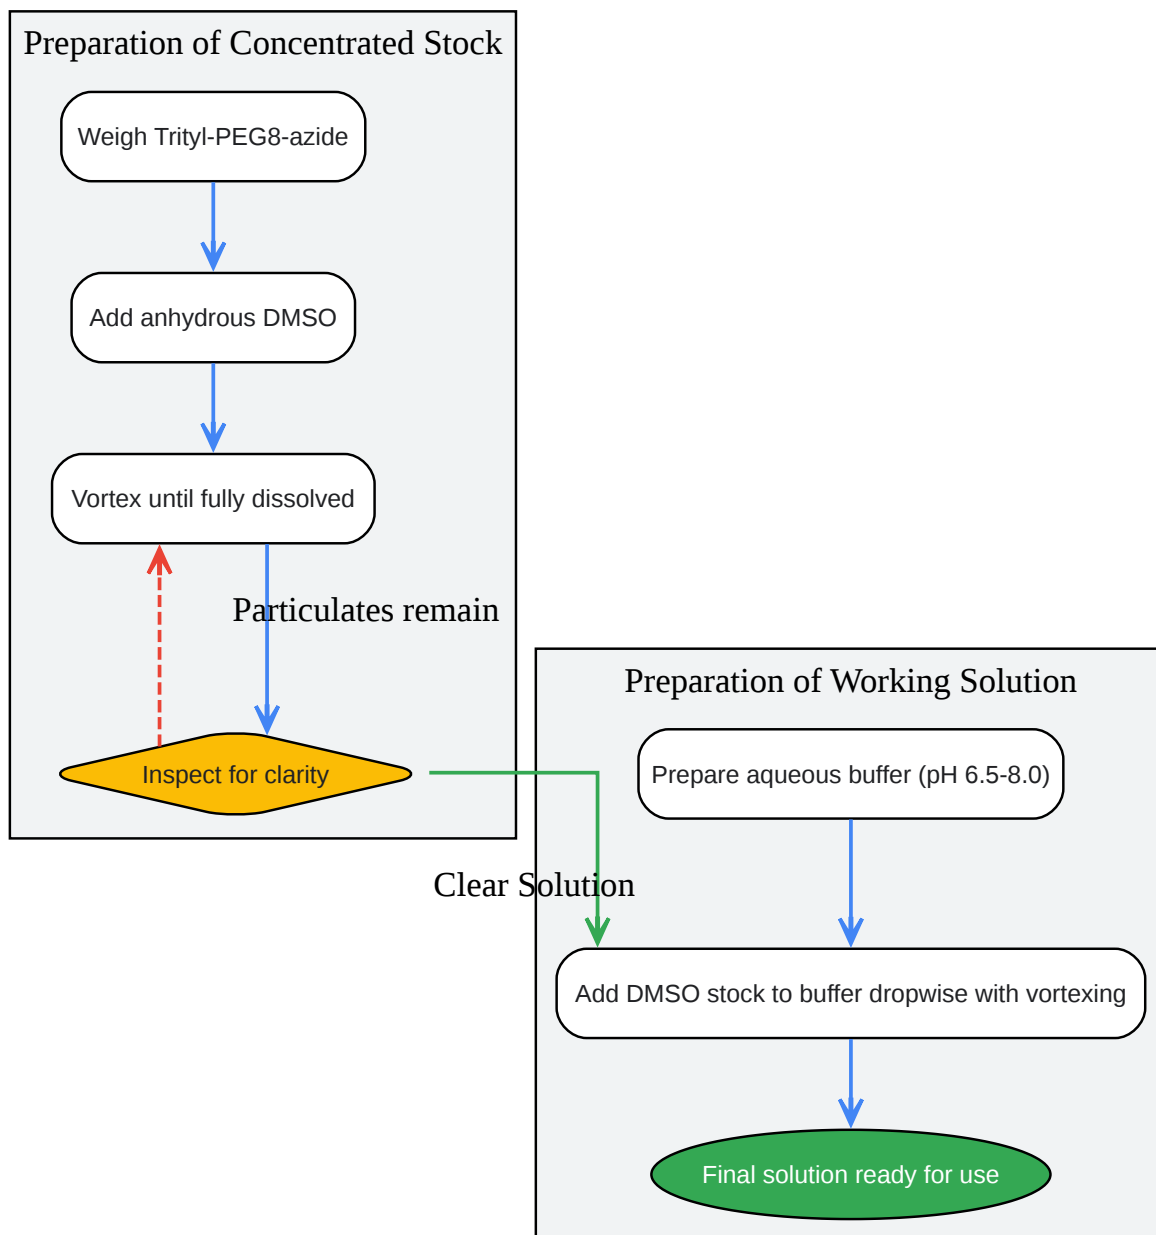 Preparation of Concentrated Stock
Weigh Trityl-PEG8-azide
Add anhydrous DMSO
Vortex until fully dissolved
Particulates remain
Inspect for clarity
Clear Solution
Preparation of Working Solution
Prepare aqueous buffer (pH 6.5-8.0)
Add DMSO stock to buffer dropwise with vortexing
Final solution ready for use